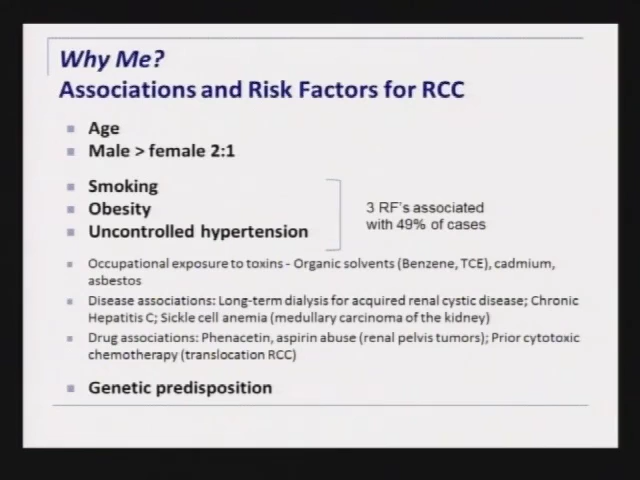 Why Me?
Associations and Risk Factors for RCC
Age
Male > female 2:1
Smoking
Obesity
Uncontrolled hypertension
3 RF's associated
with 49% of cases
Occupational exposure to toxins - Organic solvents (Benzene, TCE), cadmium,
asbestos
Disease associations: Long-term dialysis for acquired renal cystic disease; Chronic
Hepatitis C; Sickle cell anemia (medullary carcinoma of the kidney)
Drug associations: Phenacetin, aspirin abuse (renal pelvis tumors); Prior cytotoxic
chemotherapy (translocation RCC)
Genetic predisposition